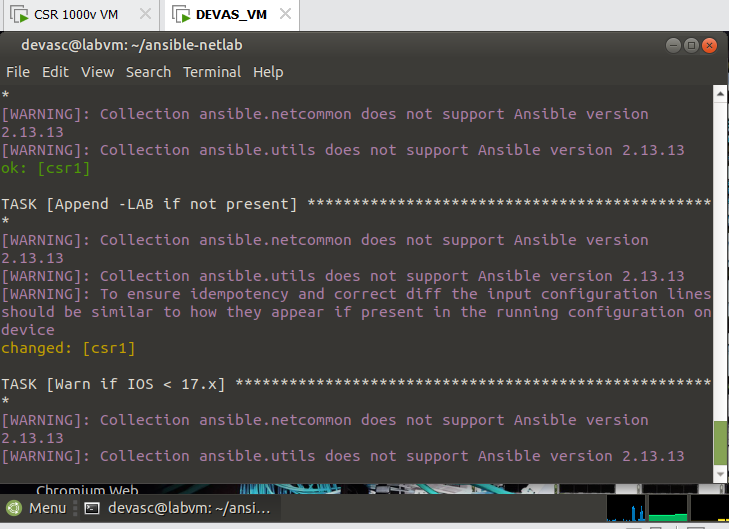 CSR 1000v VM
DEVAS_VM
devasc@labvm: ~/ansible-netlab
File Edit View Search Terminal Help
*
[WARNING]: Collection ansible.netcommon does not support Ansible version
2.13.13
[WARNING]: Collection ansible.utils does not support Ansible version 2.13.13
ok: [csr1]
TASK [Append -LAB if not present] *********************************************
*
[WARNING]: Collection ansible.netcommon does not support Ansible version
2.13.13
[WARNING]: Collection ansible.utils does not support Ansible version 2.13.13
[WARNING]: To ensure idempotency and correct diff the input configuration lines
should be similar to how they appear if present in the running configuration on
device
changed: [csr1]
TASK [Warn if IOS < 17.x] *****************************************************
*
[WARNING]: Collection ansible.netcommon does not support Ansible version
2.13.13
[WARNING]: Collection ansible.utils does not support Ansible version 2.13.13
Chromium Web
Menu
devasc@labvm: ~/ansi...